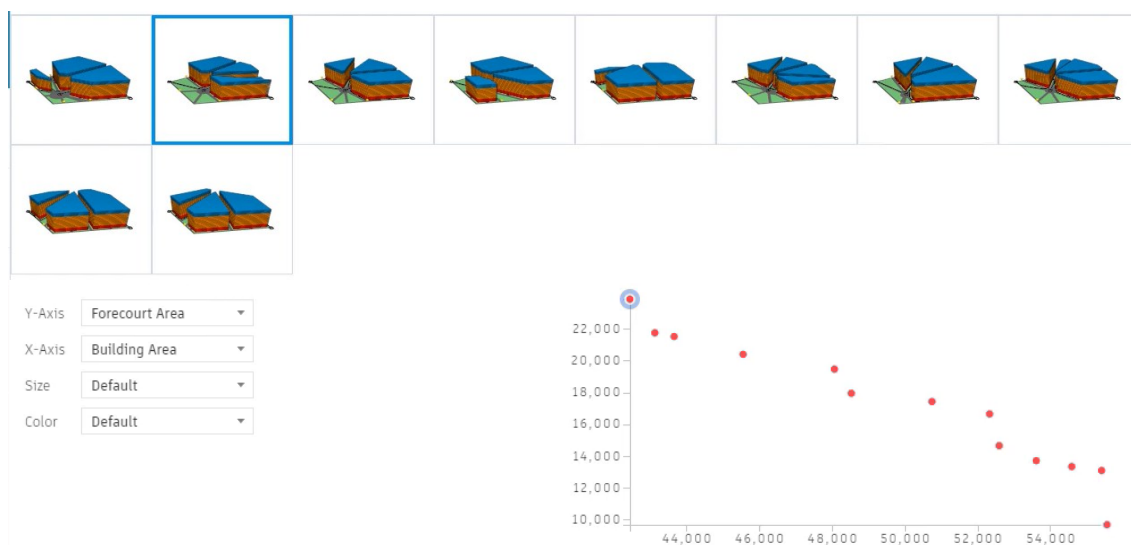 Y-Axis Forecourt Area
X-Axis Building Area
Size Default
Color Default
22,000
20,000
18,000
16,000
14,000
12,000
10,000
44,000 46,000 48,000 50,000 52,000 54,000